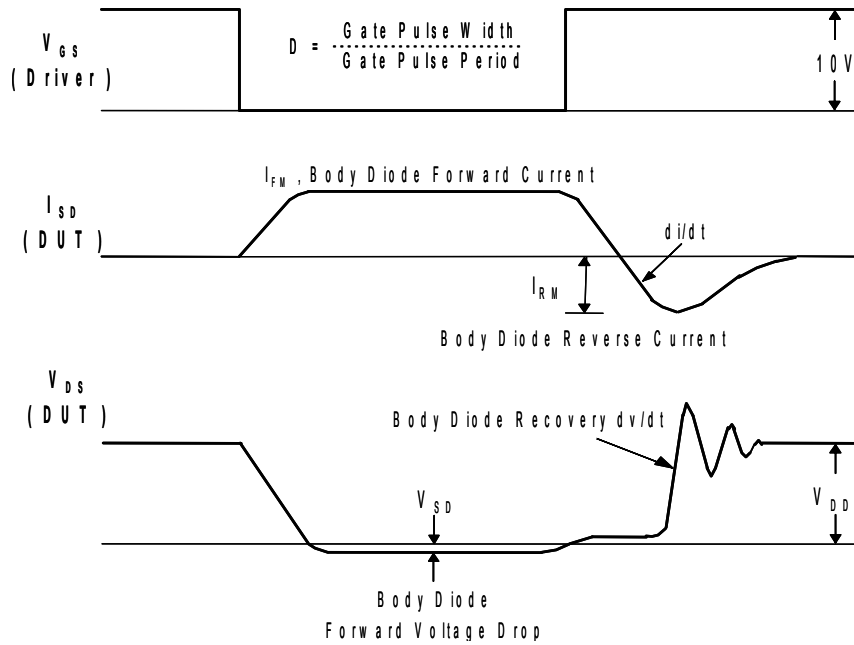 V GS
(Driver)
D = Gate Pulse Width
Gate Pulse Period
10V
I FM , Body Diode Forward Current
I SD
(DUT)
di/dt
I RM
Body Diode Reverse Current
V DS
(DUT)
Body Diode Recovery dv/dt
V SD
V DD
Body Diode
Forward Voltage Drop